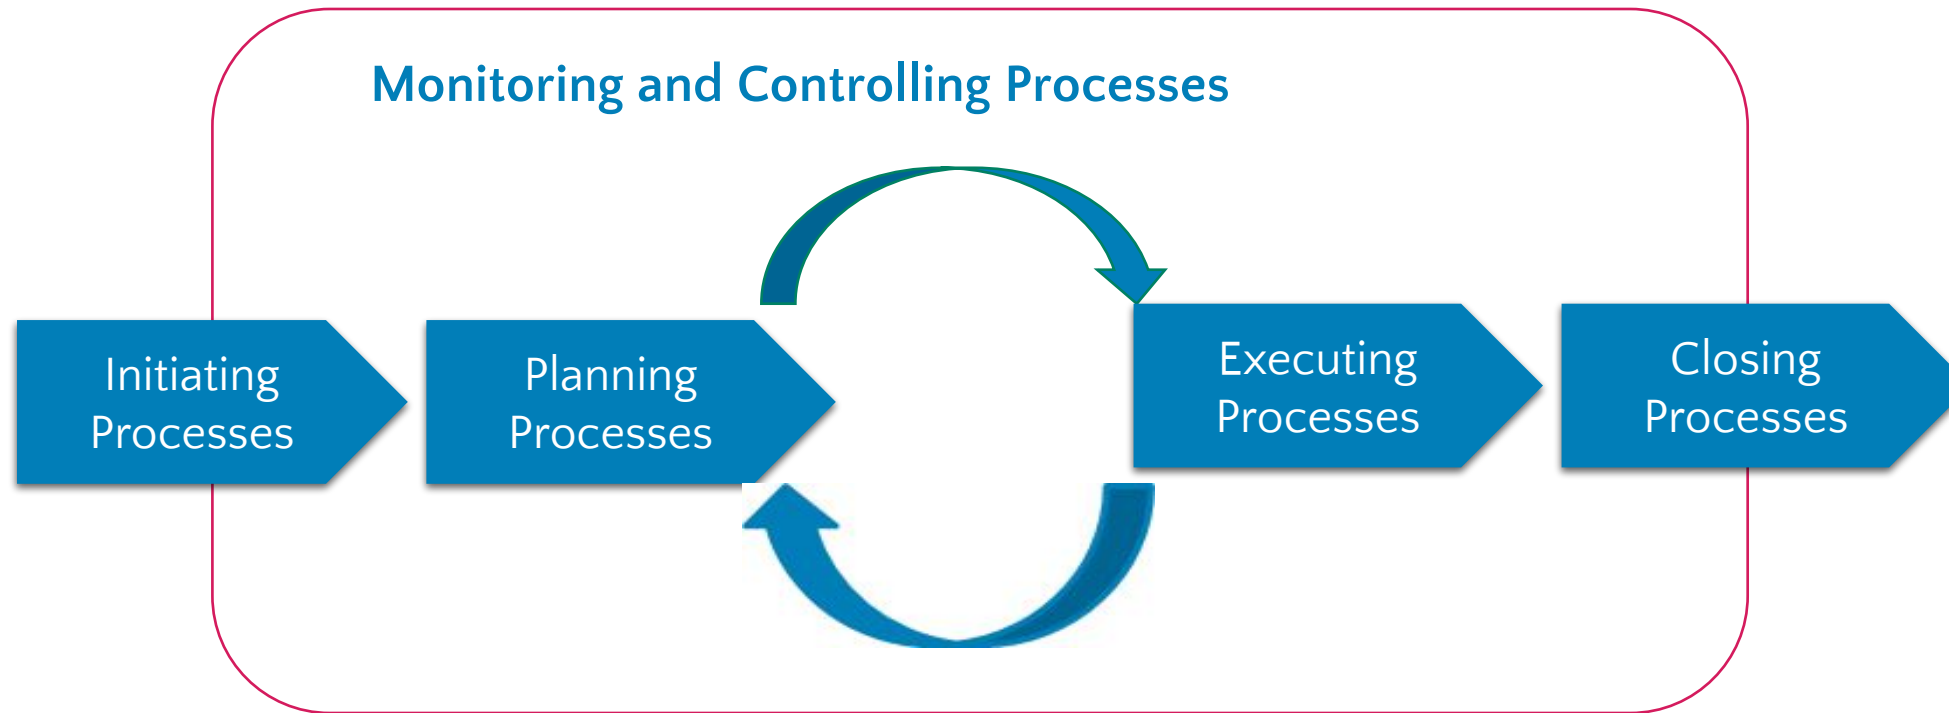 Monitoring and Controlling Processes
Initiating
Processes
Planning
Processes
Executing
Processes
Closing
Processes